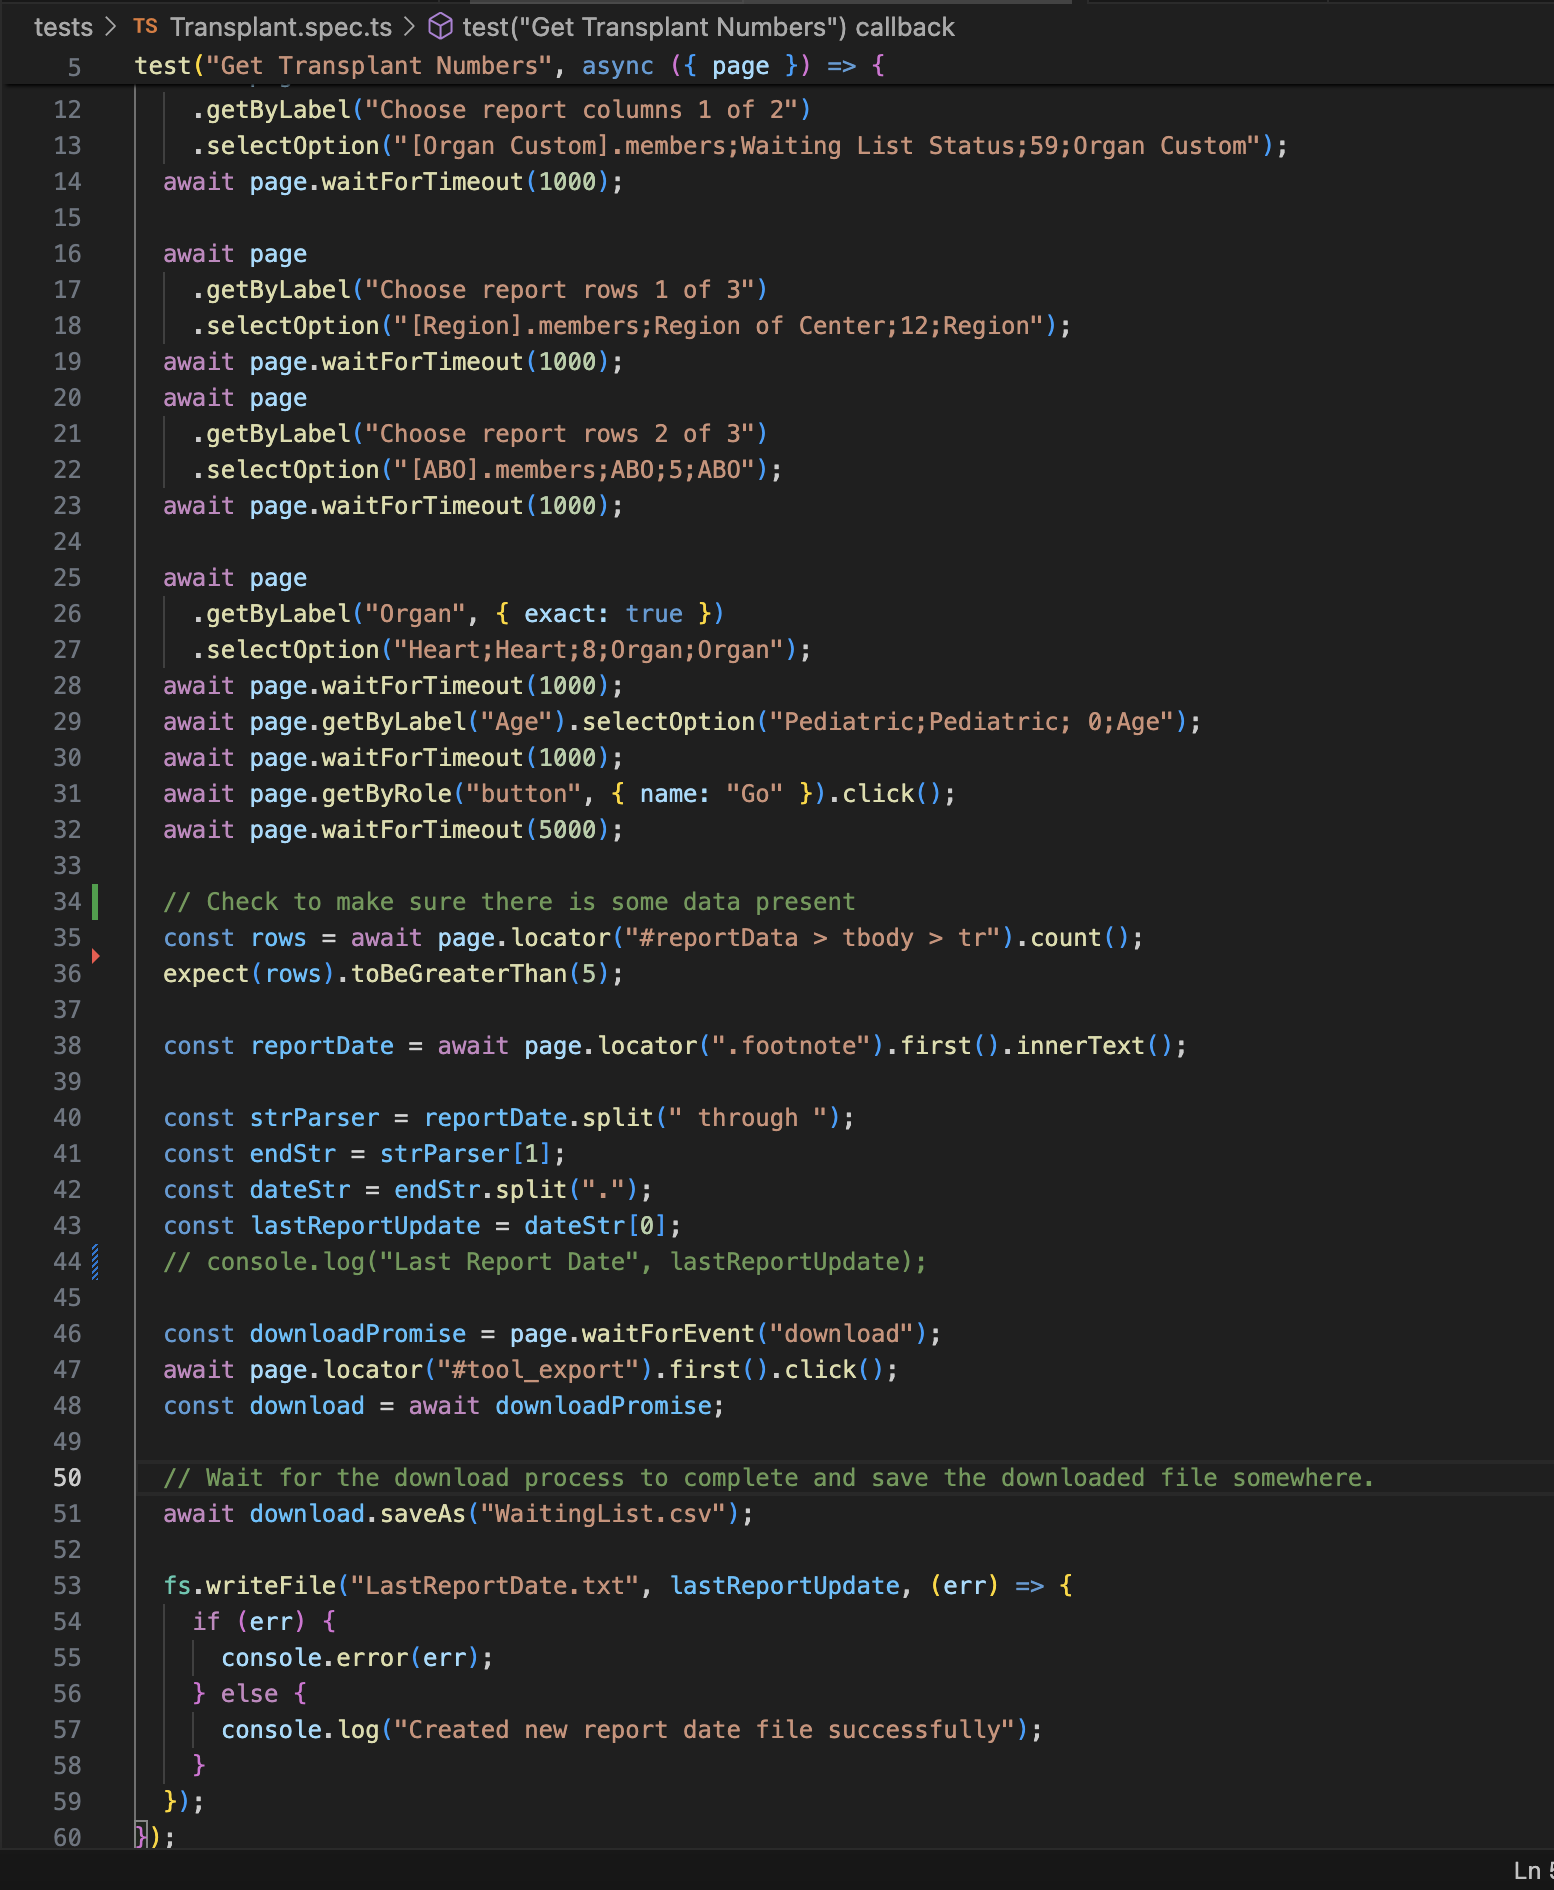 tests > TS Transplant.spec.ts > test("Get Transplant Numbers") callback
5 test("Get Transplant Numbers", async ({ page }) => {
12 .getByLabel("Choose report columns 1 of 2")
13 .selectOption("[Organ Custom].members;Waiting List Status;59;Organ Custom");
14 await page.waitForTimeout(1000);
15
16 await page
17 .getByLabel("Choose report rows 1 of 3")
18 .selectOption("[Region].members;Region of Center;12;Region");
19 await page.waitForTimeout(1000);
20 await page
21 .getByLabel("Choose report rows 2 of 3")
22 .selectOption("[ABO].members;ABO;5;ABO");
23 await page.waitForTimeout(1000);
24
25 await page
26 .getByLabel("Organ", { exact: true })
27 .selectOption("Heart;Heart;8;Organ;Organ");
28 await page.waitForTimeout(1000);
29 await page.getByLabel("Age").selectOption("Pediatric;Pediatric; 0;Age");
30 await page.waitForTimeout(1000);
31 await page.getByRole("button", { name: "Go" }).click();
32 await page.waitForTimeout(5000);
33
34 // Check to make sure there is some data present
35 const rows = await page.locator("#reportData > tbody > tr").count();
36 expect(rows).toBeGreaterThan(5);
37
38 const reportDate = await page.locator(".footnote").first().innerText();
39
40 const strParser = reportDate.split(" through ");
41 const endStr = strParser[1];
42 const dateStr = endStr.split(".");
43 const lastReportUpdate = dateStr[0];
44 // console.log("Last Report Date", lastReportUpdate);
45
46 const downloadPromise = page.waitForEvent("download");
47 await page.locator("#tool_export").first().click();
48 const download = await downloadPromise;
49
50 // Wait for the download process to complete and save the downloaded file somewhere.
51 await download.saveAs("WaitingList.csv");
52
53 fs.writeFile("LastReportDate.txt", lastReportUpdate, (err) => {
54 if (err) {
55 console.error(err);
56 } else {
57 console.log("Created new report date file successfully");
58 }
59 });
60 });
Ln